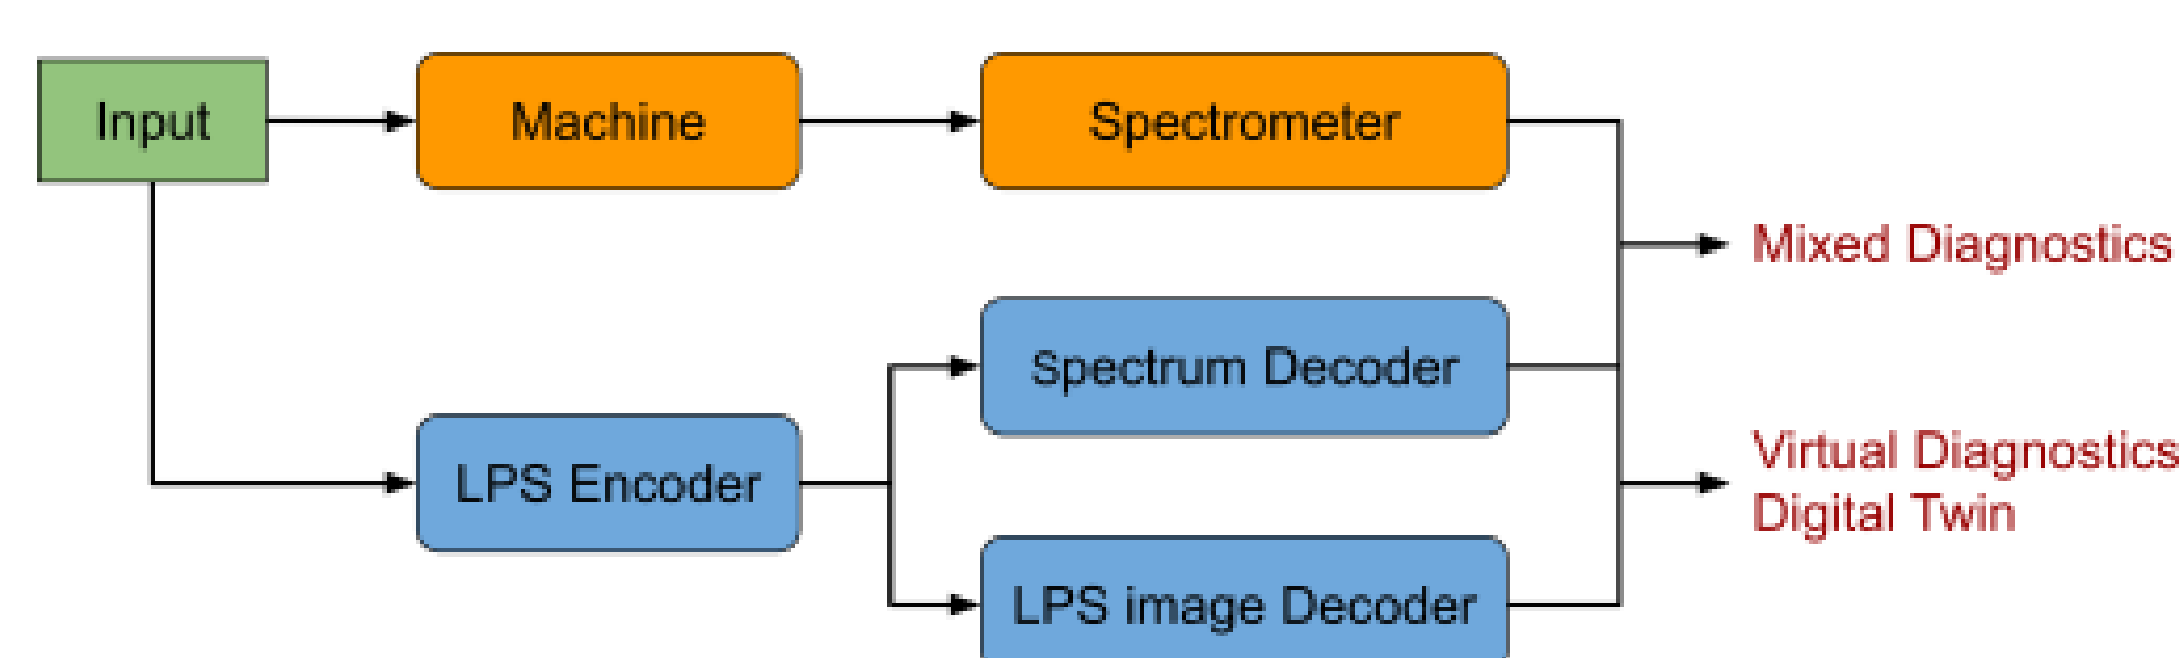 Input
Machine
Spectrometer
Mixed Diagnostics
Spectrum Decoder
LPS Encoder
Virtual Diagnostics
Digital Twin
LPS image Decoder